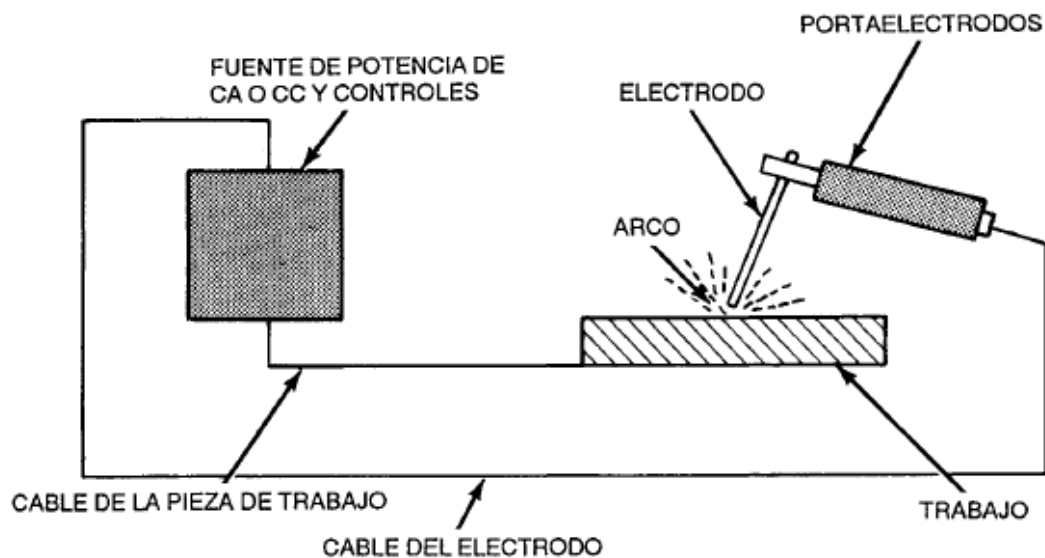 PORTAELECTRODOS
FUENTE DE POTENCIA DE
CA O CC Y CONTROLES
ELECTRODO
ARCO
CABLE DE LA PIEZA DE TRABAJO
TRABAJO
CABLE DEL ELECTRODO